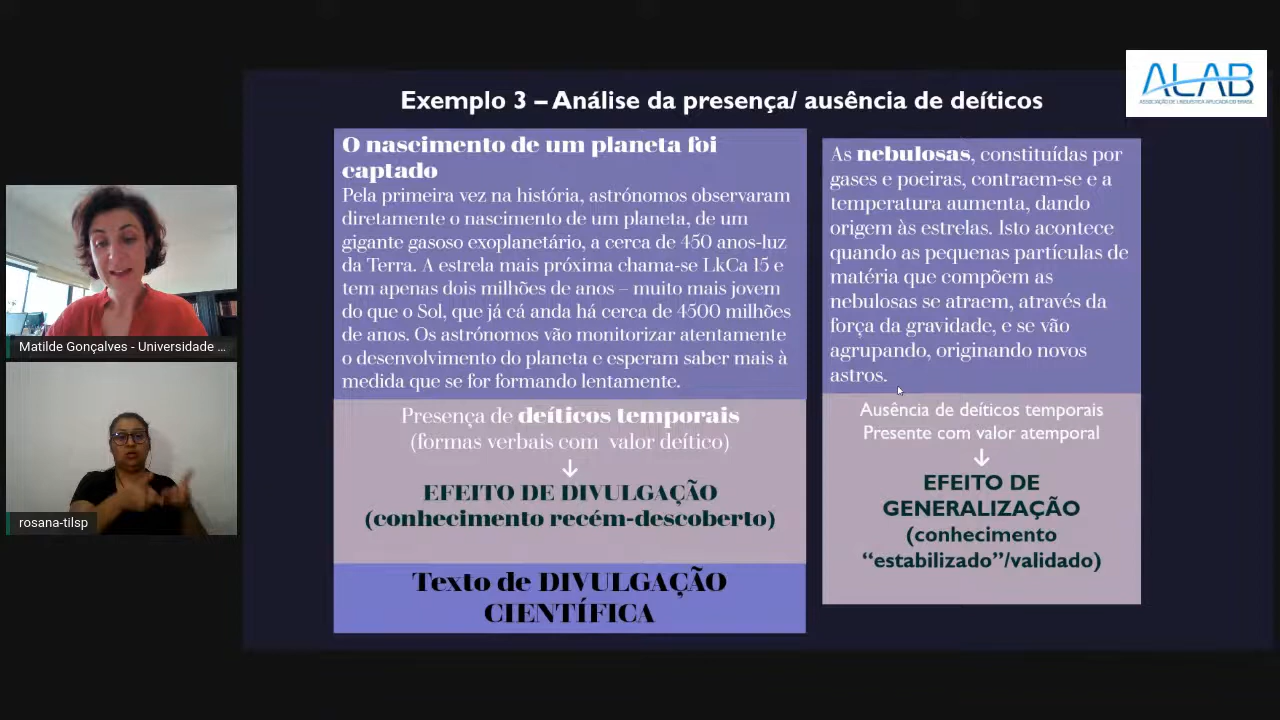 Exemplo 3 – Análise da presença/ ausência de deíticos
ALAB
ASSOCIAÇÃO DE LINGUÍSTICA APLICADA DO BRASIL
O nascimento de um planeta foi
captado
Pela primeira vez na história, astrónomos observaram
diretamente o nascimento de um planeta, de um
gigante gasoso exoplanetário, a cerca de 450 anos-luz
da Terra. A estrela mais próxima chama-se LkCa 15 e
tem apenas dois milhões de anos – muito mais jovem
do que o Sol, que já cá anda há cerca de 4500 milhões
de anos. Os astrónomos vão monitorizar atentamente
o desenvolvimento do planeta e esperam saber mais à
medida que se for formando lentamente.
Presença de deíticos temporais
(formas verbais com valor deítico)
EFEITO DE DIVULGAÇÃO
(conhecimento recém-descoberto)
Texto de DIVULGAÇÃO
CIENTÍFICA
As nebulosas, constituídas por
gases e poeiras, contraem-se e a
temperatura aumenta, dando
origem às estrelas. Isto acontece
quando as pequenas partículas de
matéria que compõem as
nebulosas se atraem, através da
força da gravidade, e se vão
agrupando, originando novos
astros.
Ausência de deíticos temporais
Presente com valor atemporal
EFEITO DE
GENERALIZAÇÃO
(conhecimento
“estabilizado”/validado)
Matilde Gonçalves - Universidade ...
rosana-tilsp